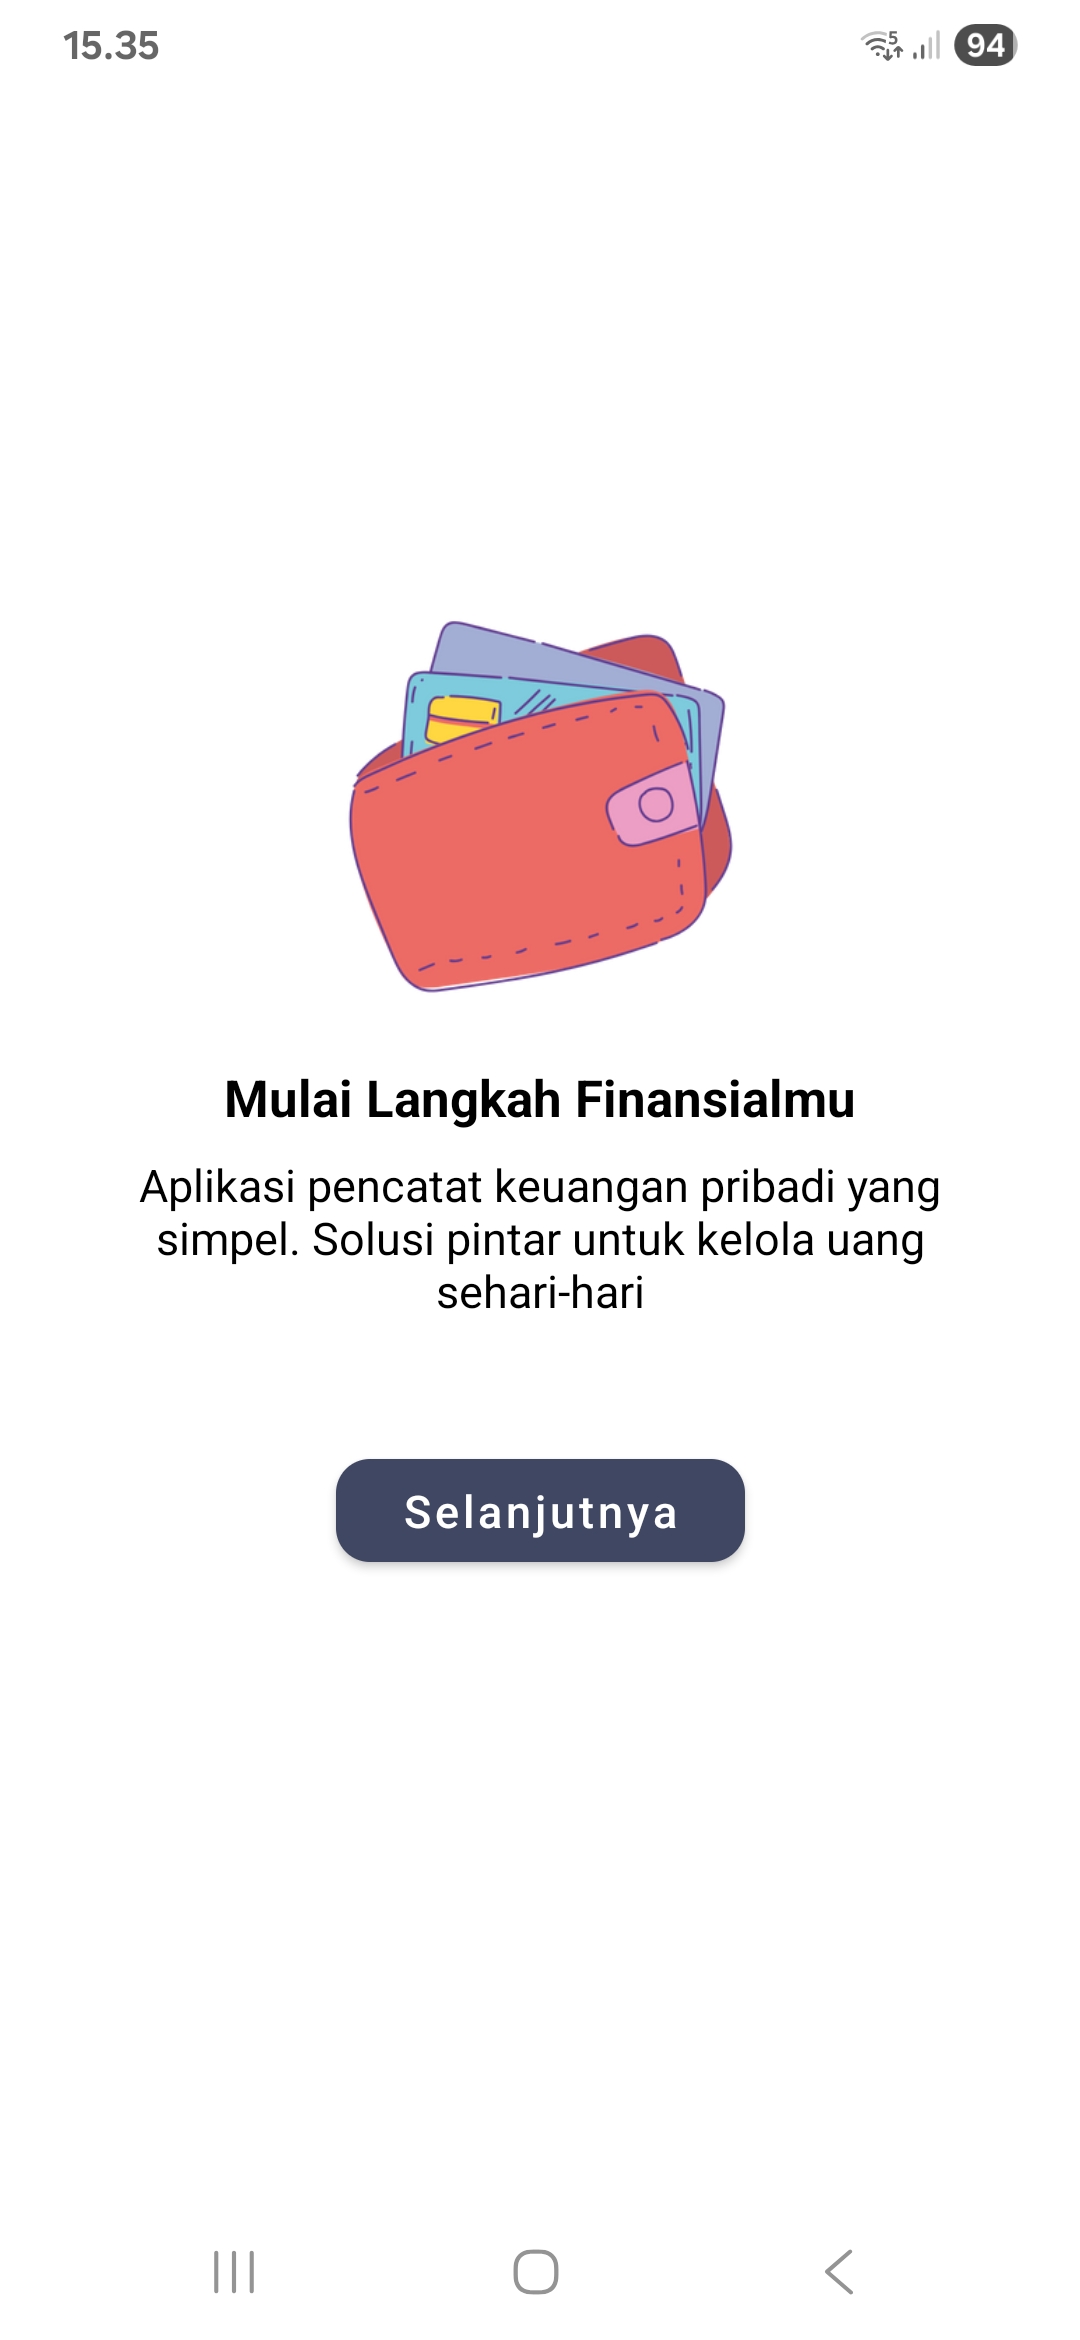 15.35
5
94
Mulai Langkah Finansialmu
Aplikasi pencatat keuangan pribadi yang
simpel. Solusi pintar untuk kelola uang
sehari-hari
Selanjutnya